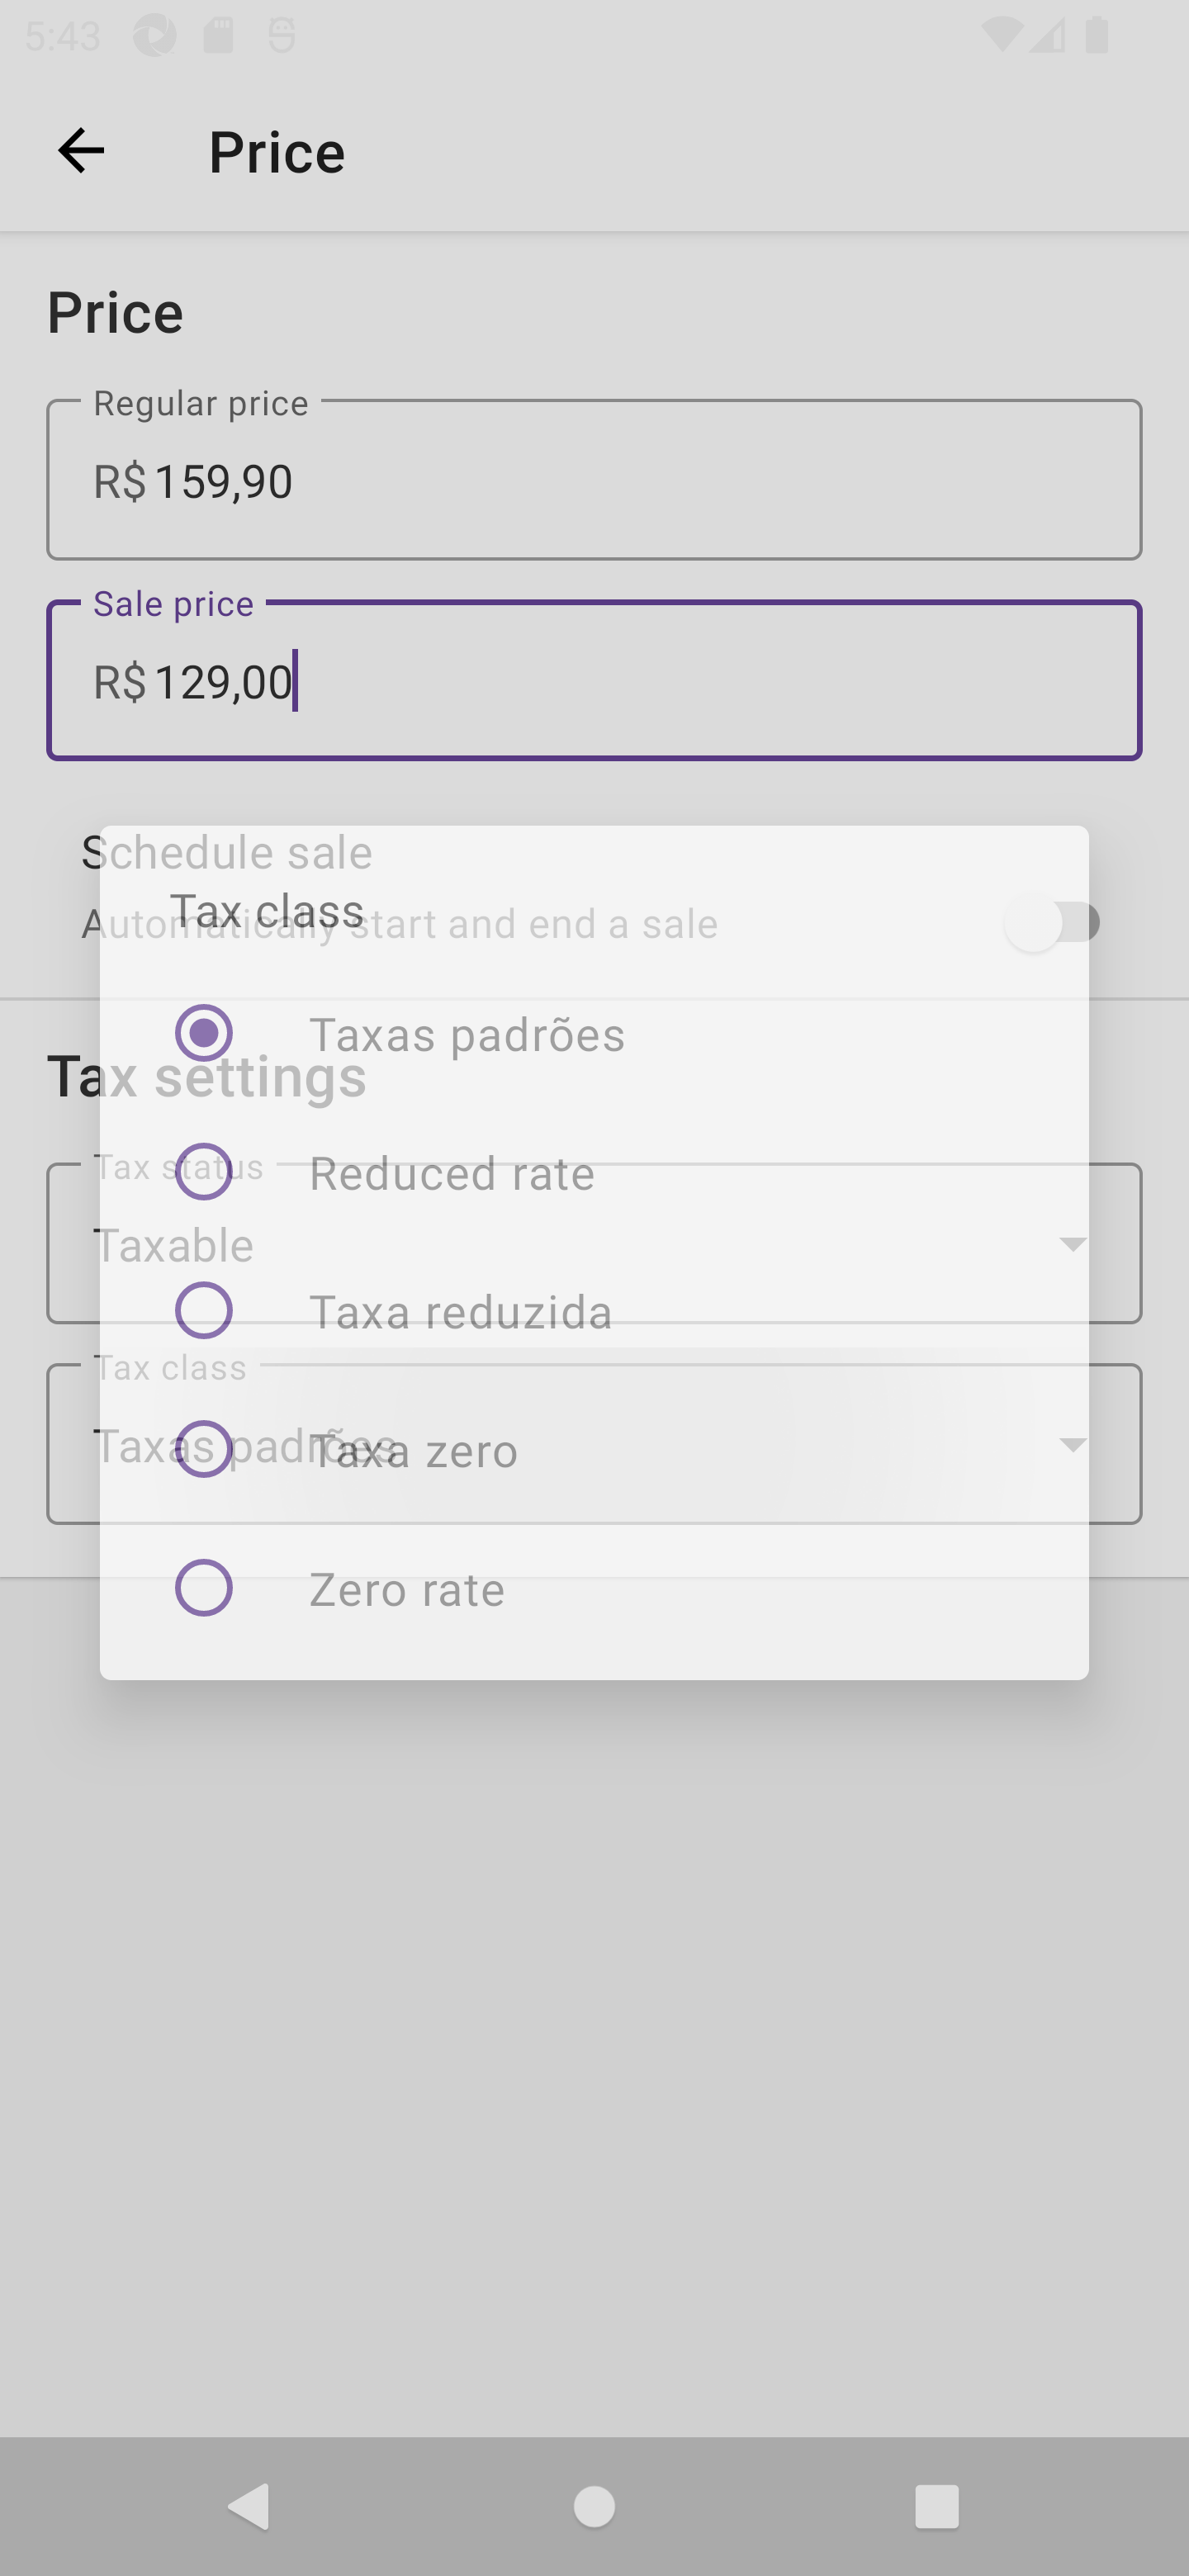 5:43
Price
Price
Regular price
R$ 159,90
Sale price
R$ 129,00
Schedule sale
Automatically start and end a sale
Tax class
Taxas padrões
Tax settings
Reduced rate
Tax status
Taxable
Taxa reduzida
Tax class
Taxas padrões
Taxa zero
Zero rate